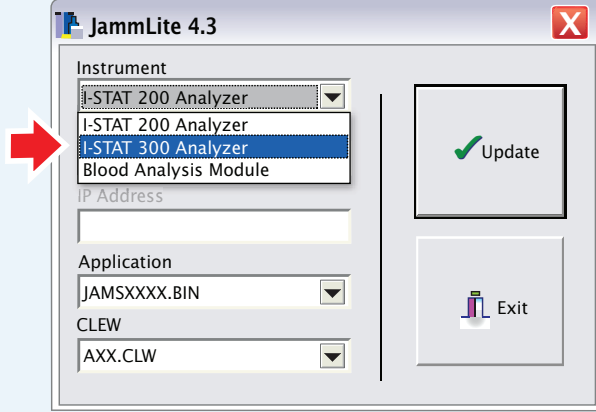 JammLite 4.3
Instrument
I-STAT 200 Analyzer
I-STAT 200 Analyzer
I-STAT 300 Analyzer
Blood Analysis Module
IP Address
Application
JAMSXXXX.BIN
CLEW
AXX.CLW
Update
Exit